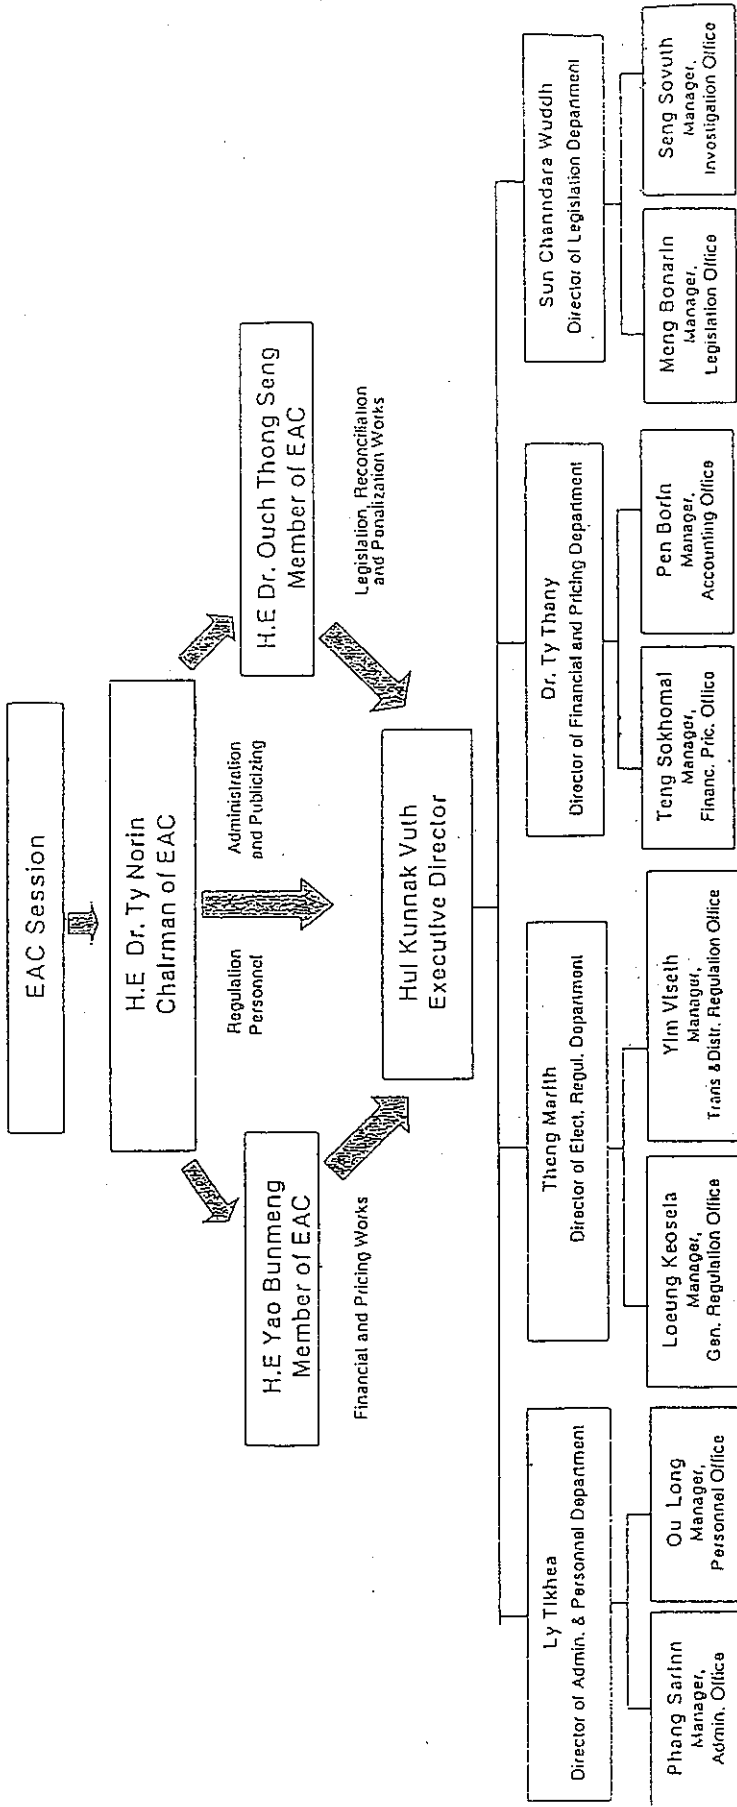 EAC Session
H.E Dr. Ty Norin
Chairman of EAC
H.E Yao Bunmeng
Member of EAC
H.E Dr. Ouch Thong Seng
Member of EAC
Financial and Pricing Works
Regulation
Personnel
Administration
and Publicizing
Legislation, Reconciliation
and Penalization Works
Hul Kunnak Vuth
Executive Director
Ly Tikhea
Director of Admin. & Personnel Department
Theng Marith
Director of Elect. Regul. Department
Dr. Ty Thany
Director of Financial and Pricing Department
Sun Channdara Wuddh
Director of Legislation Department
Phang Sarinn
Manager,
Admin. Office
Ou Long
Manager,
Personnel Office
Loeung Keosela
Manager,
Gen. Regulation Office
Yim Viseth
Manager,
Trans & Distr. Regulation Office
Teng Sokhomal
Manager,
Financ. Pric. Office
Pen Borin
Manager,
Accounting Office
Meng Bonarin
Manager,
Legislation Office
Seng Sovuth
Manager,
Investigation Office